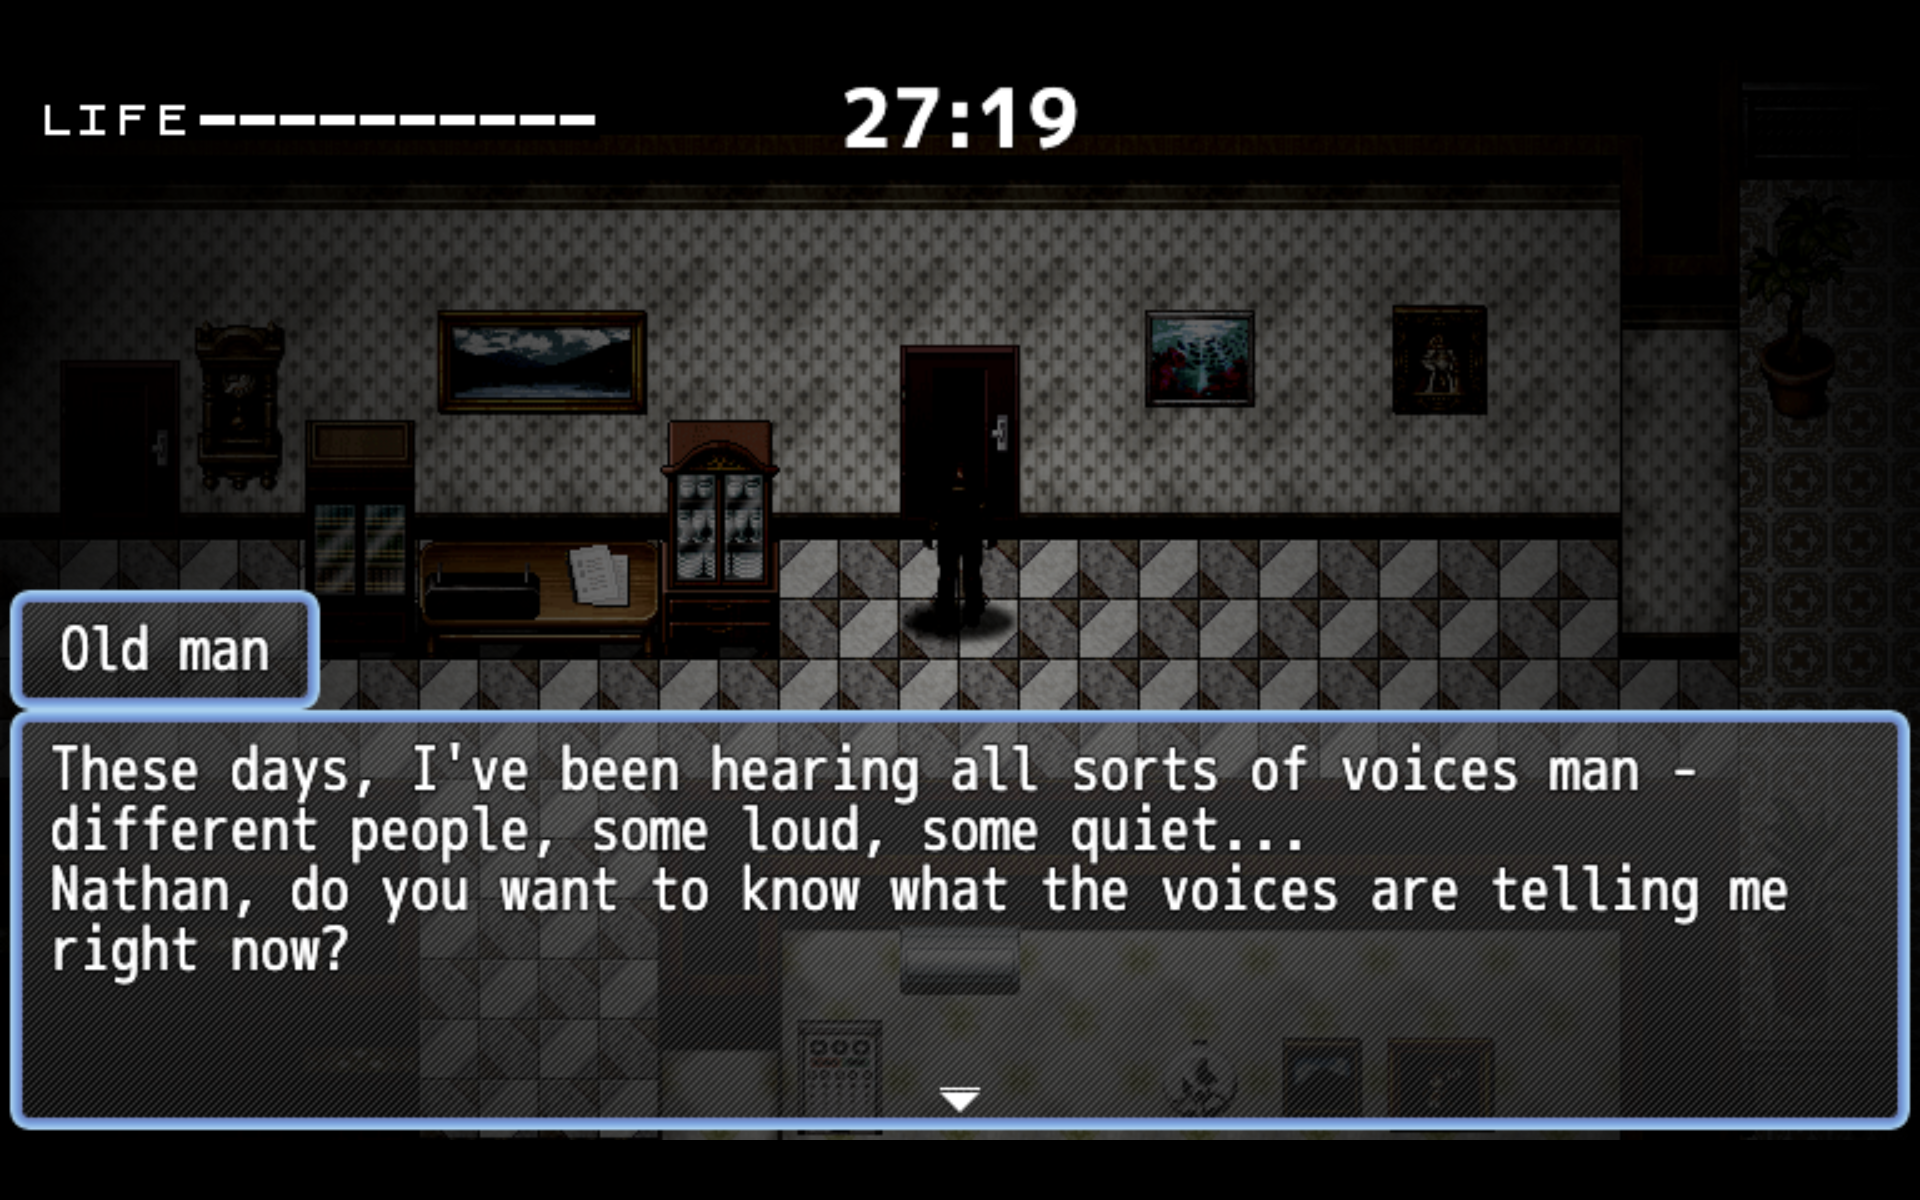 LIFE
27:19
Old man
These days, I've been hearing all sorts of voices man -
different people, some loud, some quiet...
Nathan, do you want to know what the voices are telling me
right now?